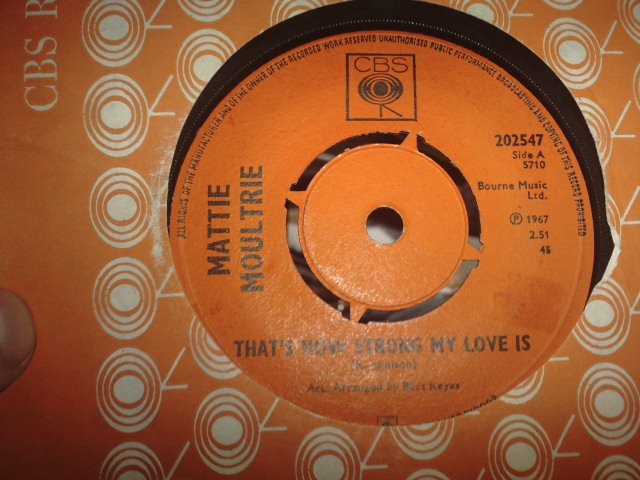 CBS R
ALL RIGHTS OF THE MANUFACTURER AND OF THE OWNER OF THE RECORDED WORK RESERVED UNAUTHORISED PUBLIC PERFORMANCE BROADCASTING AND COPYING OF THIS RECORD PROHIBITED
CBS
202547
Side A
5710
Bourne Music
Ltd.
℗ 1967
2.51
45
MATTIE
MOULTRIE
THAT'S HOW STRONG MY LOVE IS
Arr. Arranged by Bert Keyes